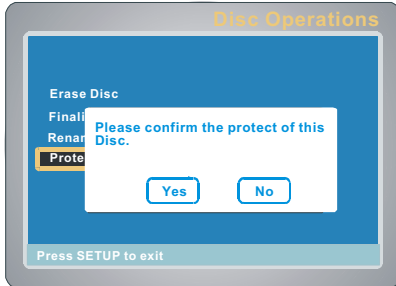 Disc Operations
Erase Disc
Finali
Renar
Prote
Please confirm the protect of this
Disc.
Yes No
Press SETUP to exit